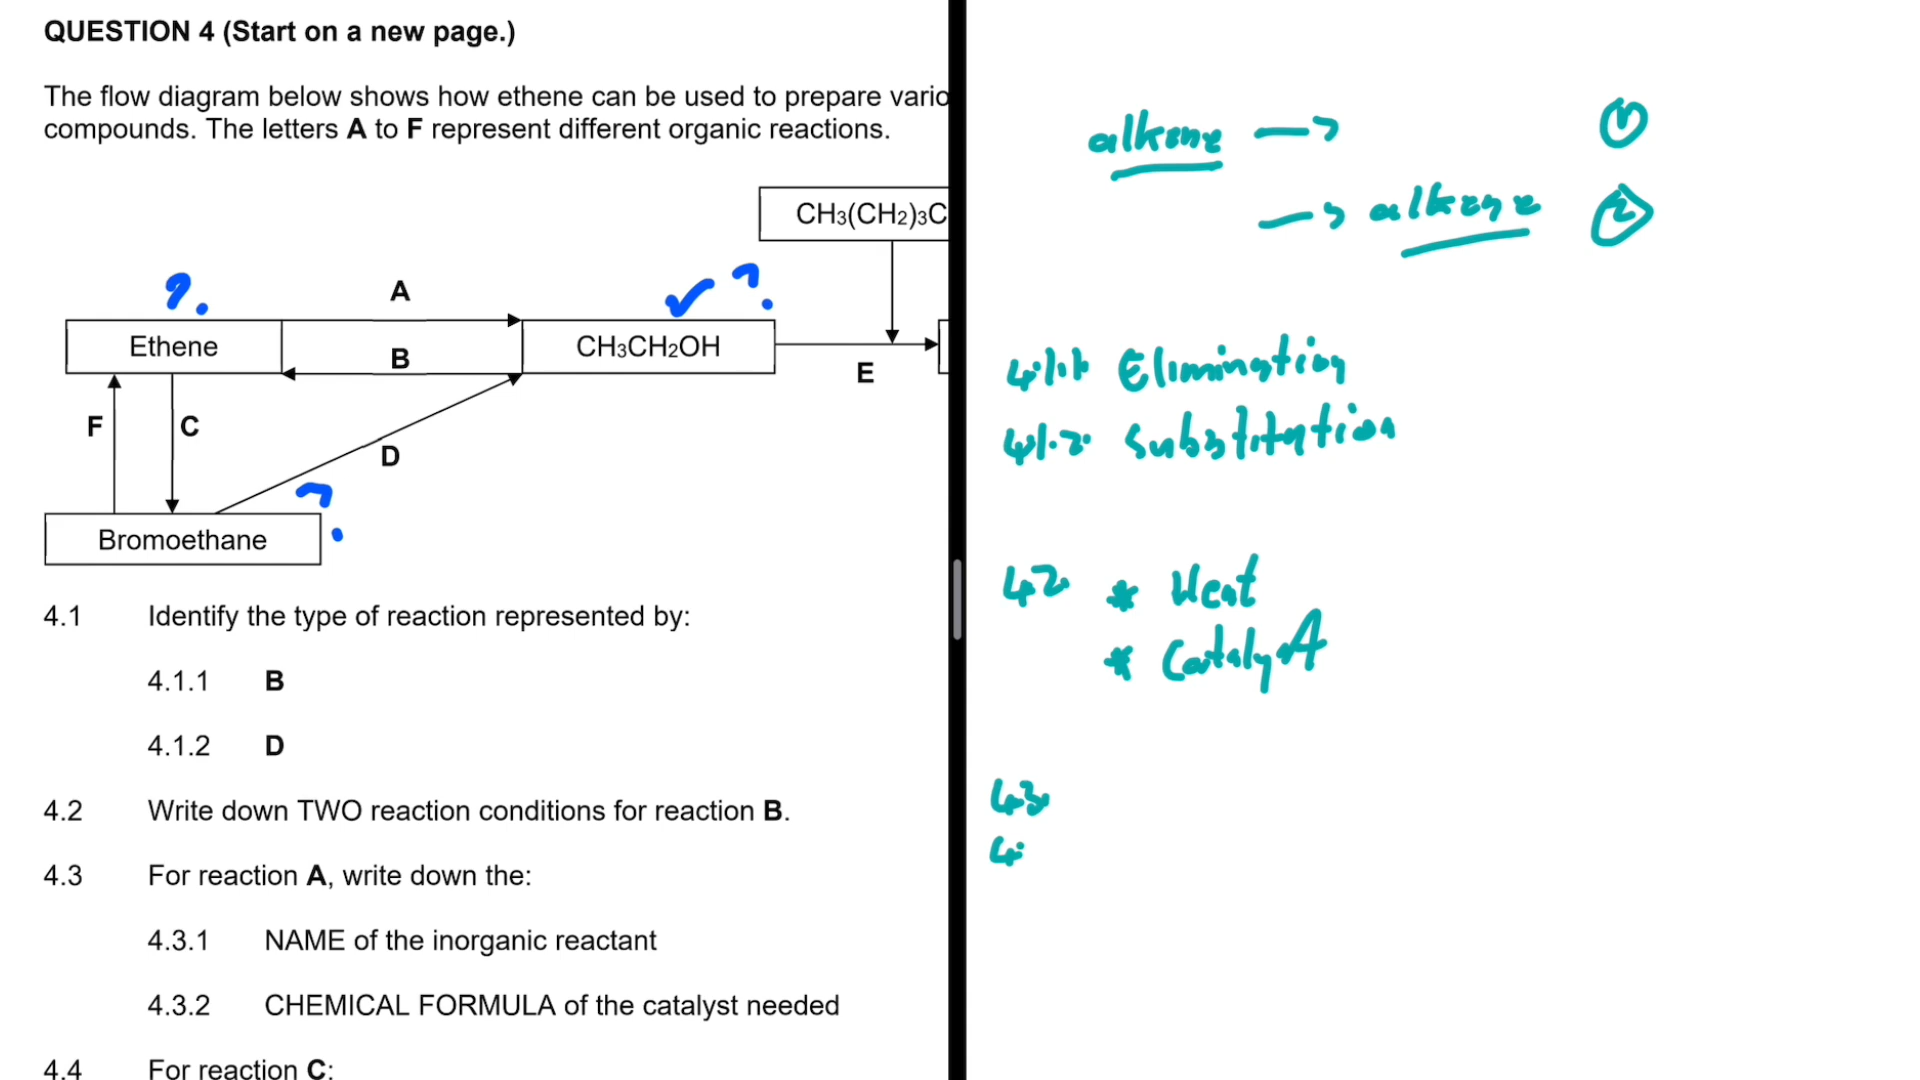 QUESTION 4 (Start on a new page.)
The flow diagram below shows how ethene can be used to prepare vario
compounds. The letters A to F represent different organic reactions.
CH3(CH2)3C
? .
✓ ?
A
Ethene
B
CH3CH2OH
E
F
C
D
?
Bromoethane
4.1 Identify the type of reaction represented by:
4.1.1 B
4.1.2 D
4.2 Write down TWO reaction conditions for reaction B.
4.3 For reaction A, write down the:
4.3.1 NAME of the inorganic reactant
4.3.2 CHEMICAL FORMULA of the catalyst needed
4.4 For reaction C:
alkene → ①
→ alkene ②
4.1.1 Elimination
4.1.2. Substitution
4.2. * Heat
* Catalyst
4.3.
4.